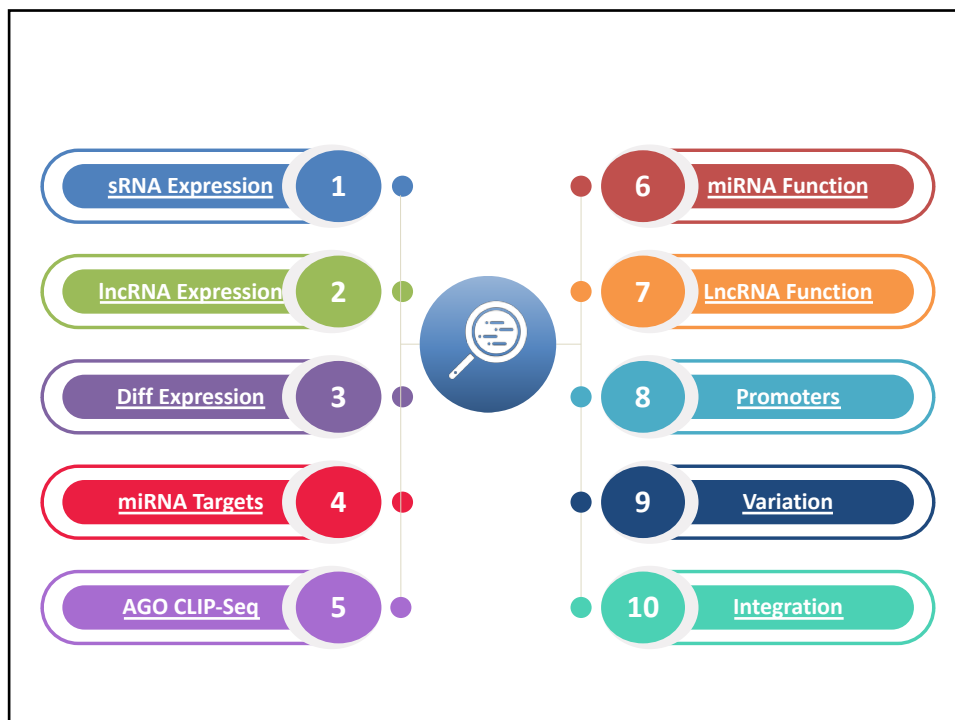 sRNA Expression 1
lncRNA Expression 2
Diff Expression 3
miRNA Targets 4
AGO CLIP-Seq 5
6 miRNA Function
7 LncRNA Function
8 Promoters
9 Variation
10 Integration